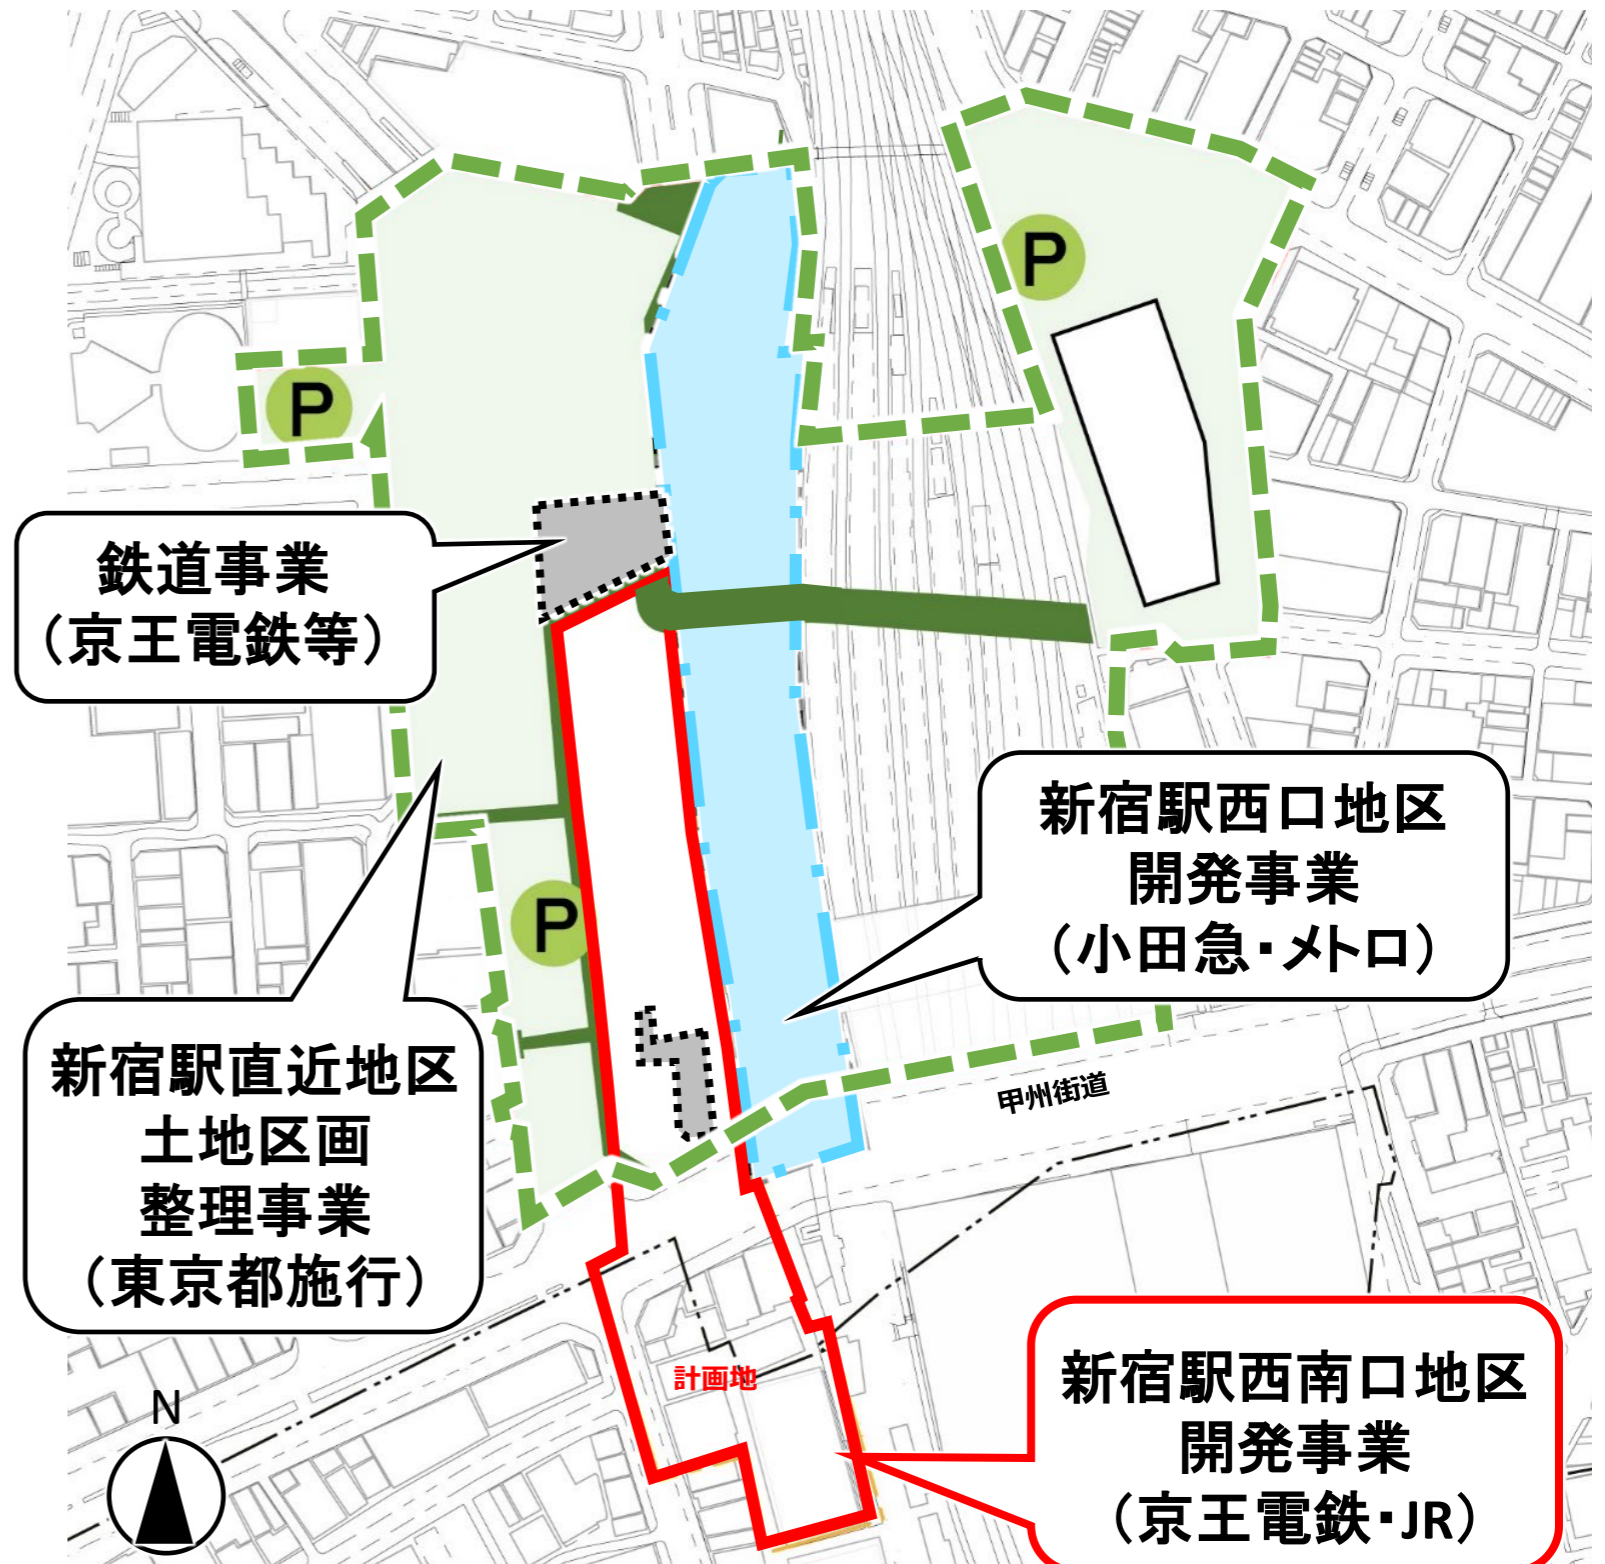 P
P
鉄道事業
（京王電鉄等）
新宿駅西口地区
開発事業
（小田急・メトロ）
P
新宿駅直近地区
土地区画
整理事業
（東京都施行）
甲州街道
計画地
新宿駅西南口地区
開発事業
（京王電鉄・JR）
N